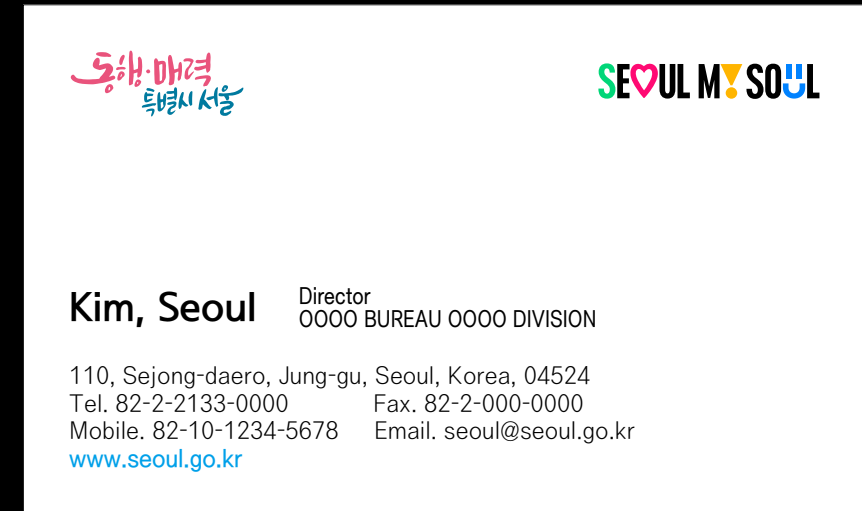 동행·매력
특별시 서울
SEOUL MY SOUL
Kim, Seoul
Director
OOOO BUREAU OOOO DIVISION
110, Sejong-daero, Jung-gu, Seoul, Korea, 04524
Tel. 82-2-2133-0000 Fax. 82-2-000-0000
Mobile. 82-10-1234-5678 Email. seoul@seoul.go.kr
www.seoul.go.kr